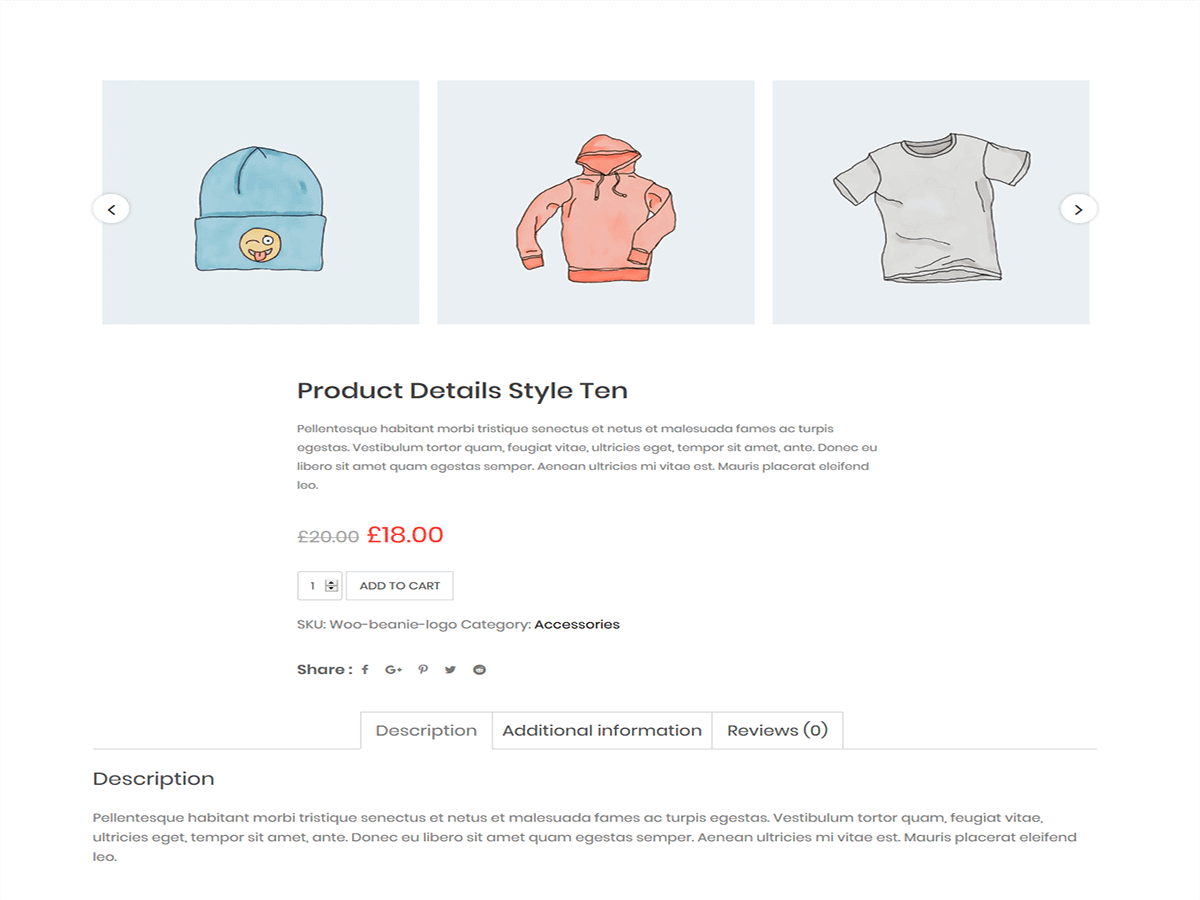 Product Details Style Ten
Pellentesque habitant morbi tristique senectus et netus et malesuada fames ac turpis
egestas. Vestibulum tortor quam, feugiat vitae, ultricies eget, tempor sit amet, ante. Donec eu
libero sit amet quam egestas semper. Aenean ultricies mi vitae est. Mauris placerat eleifend
leo.
£20.00 £18.00
1 ADD TO CART
SKU: Woo-beanie-logo Category: Accessories
Share :
Description Additional information Reviews (0)
Description
Pellentesque habitant morbi tristique senectus et netus et malesuada fames ac turpis egestas. Vestibulum tortor quam, feugiat vitae,
ultricies eget, tempor sit amet, ante. Donec eu libero sit amet quam egestas semper. Aenean ultricies mi vitae est. Mauris placerat eleifend
leo.